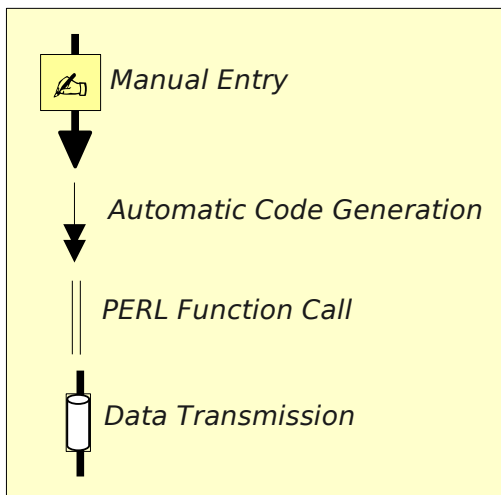 Manual Entry
Automatic Code Generation
PERL Function Call
Data Transmission